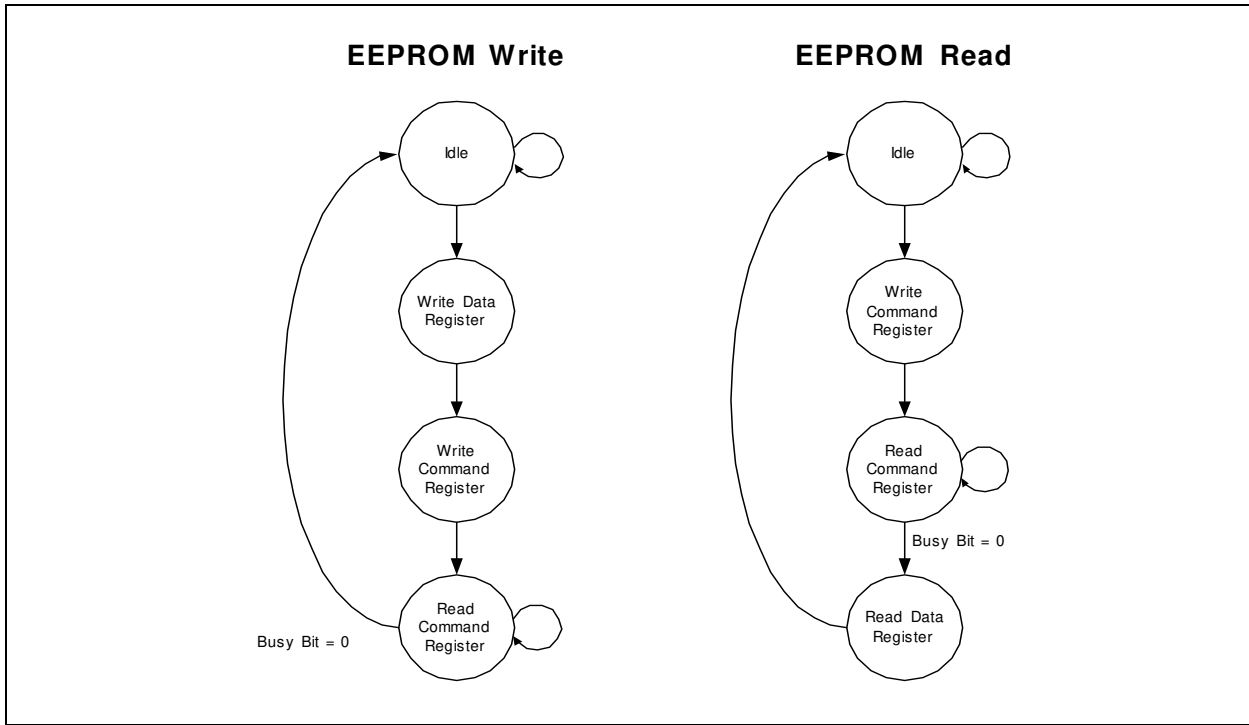 EEPROM Write
Idle
Write Data
Register
Write
Command
Register
Read
Command
Register
Busy Bit = 0
EEPROM Read
Idle
Write
Command
Register
Read
Command
Register
Busy Bit = 0
Read Data
Register